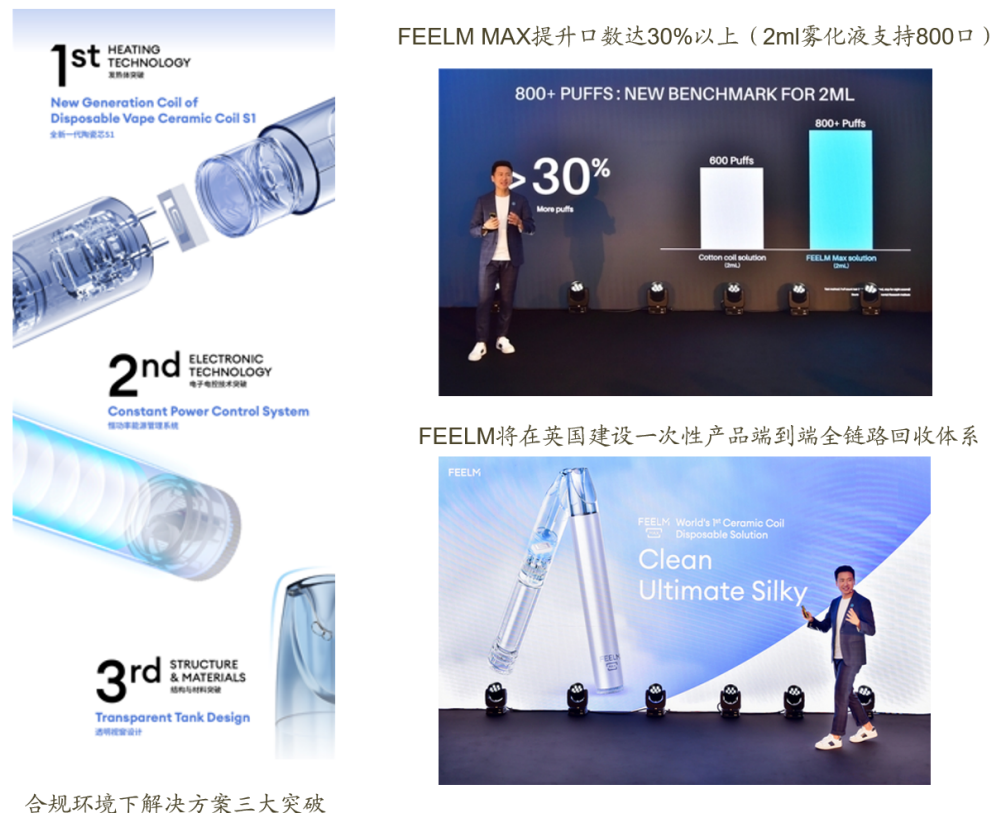 1st
HEATING
TECHNOLOGY
发热体突破
New Generation Coil of
Disposable Vape Ceramic Coil S1
全新一代陶瓷芯S1
2nd
ELECTRONIC
TECHNOLOGY
电子电控技术突破
Constant Power Control System
恒功率能源管理系统
3rd
STRUCTURE
& MATERIALS
结构与材料突破
Transparent Tank Design
透明视窗设计
合规环境下解决方案三大突破
FEELM MAX提升口数达30%以上（2ml雾化液支持800口）
800+ PUFFS : NEW BENCHMARK FOR 2ML
>30%
More puffs
600 Puffs
800+ Puffs
Cotton coil solution
(2mL)
FEELM Max solution
(2mL)
FEELM将在英国建设一次性产品端到端全链路回收体系
FEELM
FEELM
World's 1st Ceramic Coil
Disposable Solution
Clean
Ultimate Silky
FEELM